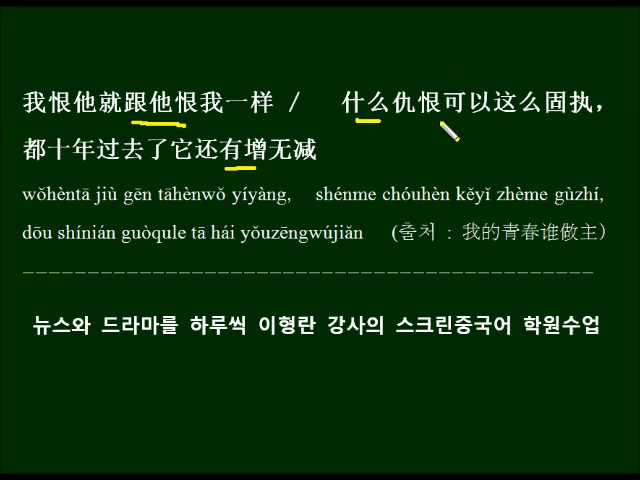 我恨他就跟他恨我一样 / 什么仇恨可以这么固执，
都十年过去了它还有增无减
wǒhèntā jiù gēn tāhènwǒ yíyàng, shénme chóuhèn kěyǐ zhème gùzhí,
dōu shínián guòqule tā hái yǒuzēngwújiǎn (출처 : 我的青春谁做主)
뉴스와 드라마를 하루씩 이형란 강사의 스크린중국어 학원수업